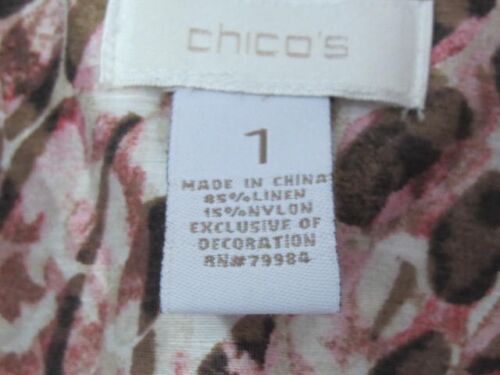 chico's
1
MADE IN CHINA
85% LINEN
15% NYLON
EXCLUSIVE OF
DECORATION
RN#79984